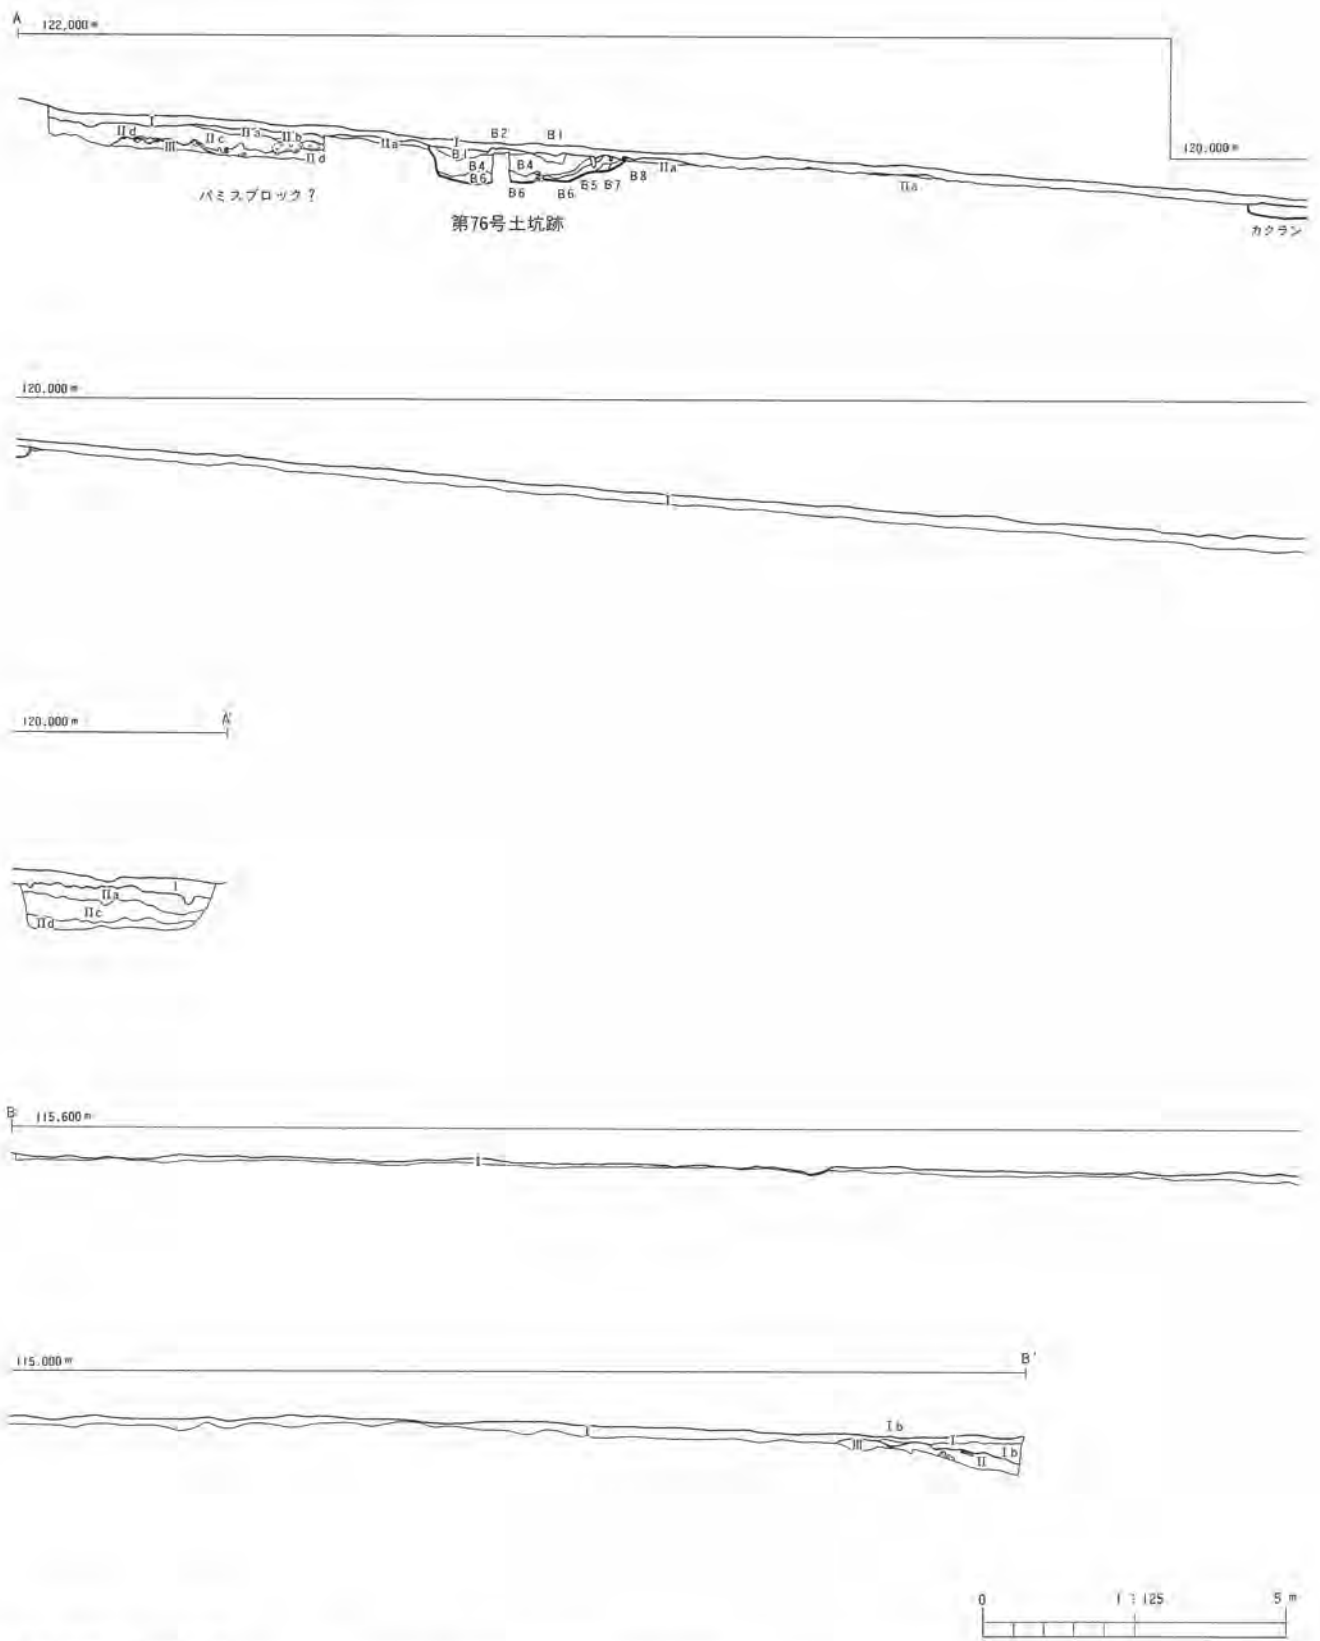 A 122,000m
120,000m
I
IId IIc II'a II'b
III IId
IIa I B2 B1
B1
B4 B4 IIa
B6 B5 B7 B8
B6 B6
IIa
パミスブロック?
第76号土坑跡
カクラン
120,000m
I
120,000m A'
I
IIa
IIc
IId
B 115,600m
I
115,000m B'
Ib
I III I Ib
II
0 1:125 5m